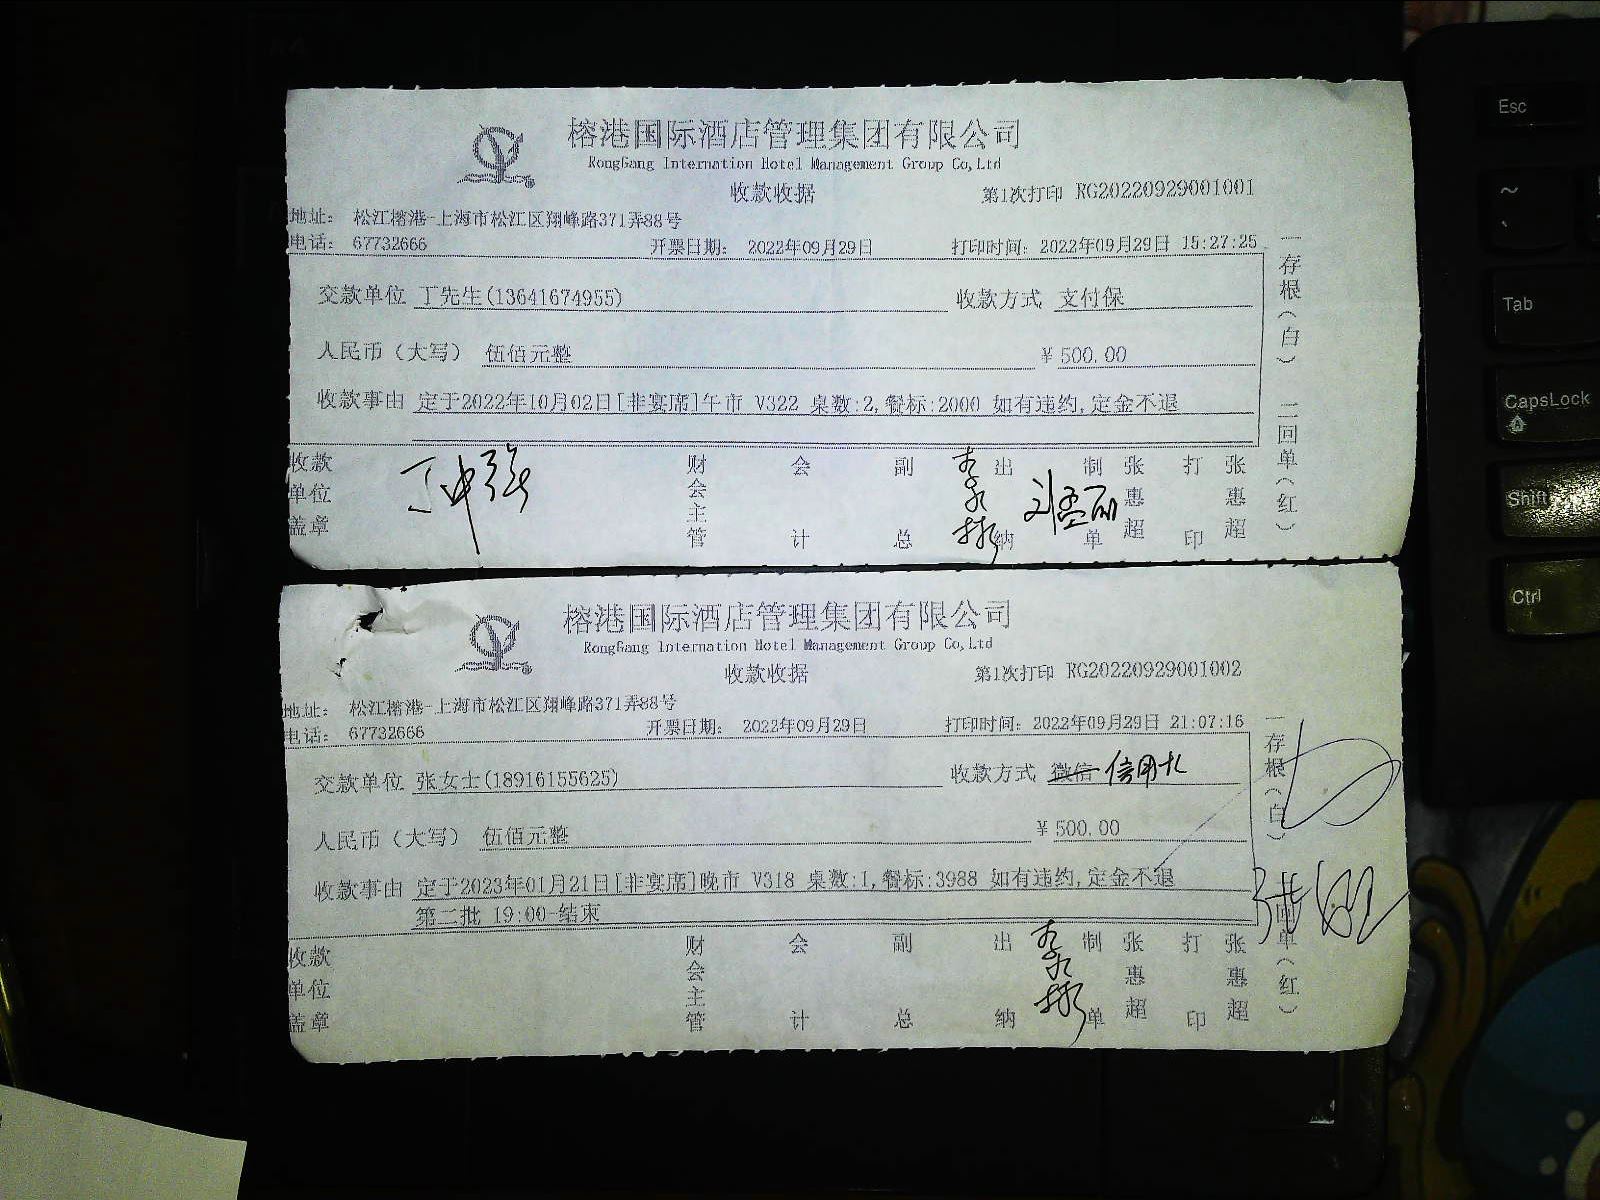 榕港国际酒店管理集团有限公司
RongGang Internation Hotel Management Group Co,Ltd
收款收据
第1次打印 RG20220929001001
地址： 松江榕港-上海市松江区翔峰路371弄88号
电话： 67732666 开票日期： 2022年09月29日 打印时间： 2022年09月29日 15:27:25
交款单位 丁先生(13641674955) 收款方式 支付保
人民币（大写） 伍佰元整 ￥500.00
收款事由 定于2022年10月02日[非宴席]午市 V322 桌数:2,餐标:2000 如有违约,定金不退
收款单位盖章 财会主管 会计 副总 出纳 制单 张惠超 打印 张惠超
一存根（白） 二回单（红）
榕港国际酒店管理集团有限公司
RongGang Internation Hotel Management Group Co,Ltd
收款收据
第1次打印 RG20220929001002
地址： 松江榕港-上海市松江区翔峰路371弄88号
电话： 67732666 开票日期： 2022年09月29日 打印时间： 2022年09月29日 21:07:16
交款单位 张女士(18916155625) 收款方式 微信 信用卡
人民币（大写） 伍佰元整 ￥500.00
收款事由 定于2023年01月21日[非宴席]晚市 V318 桌数:1,餐标:3988 如有违约,定金不退
第二批 19:00-结束
收款单位盖章 财会主管 会计 副总 出纳 制单 张惠超 打印 张惠超
一存根（白） 回单（红）
Esc
~
Tab
CapsLock
Shift
Ctrl